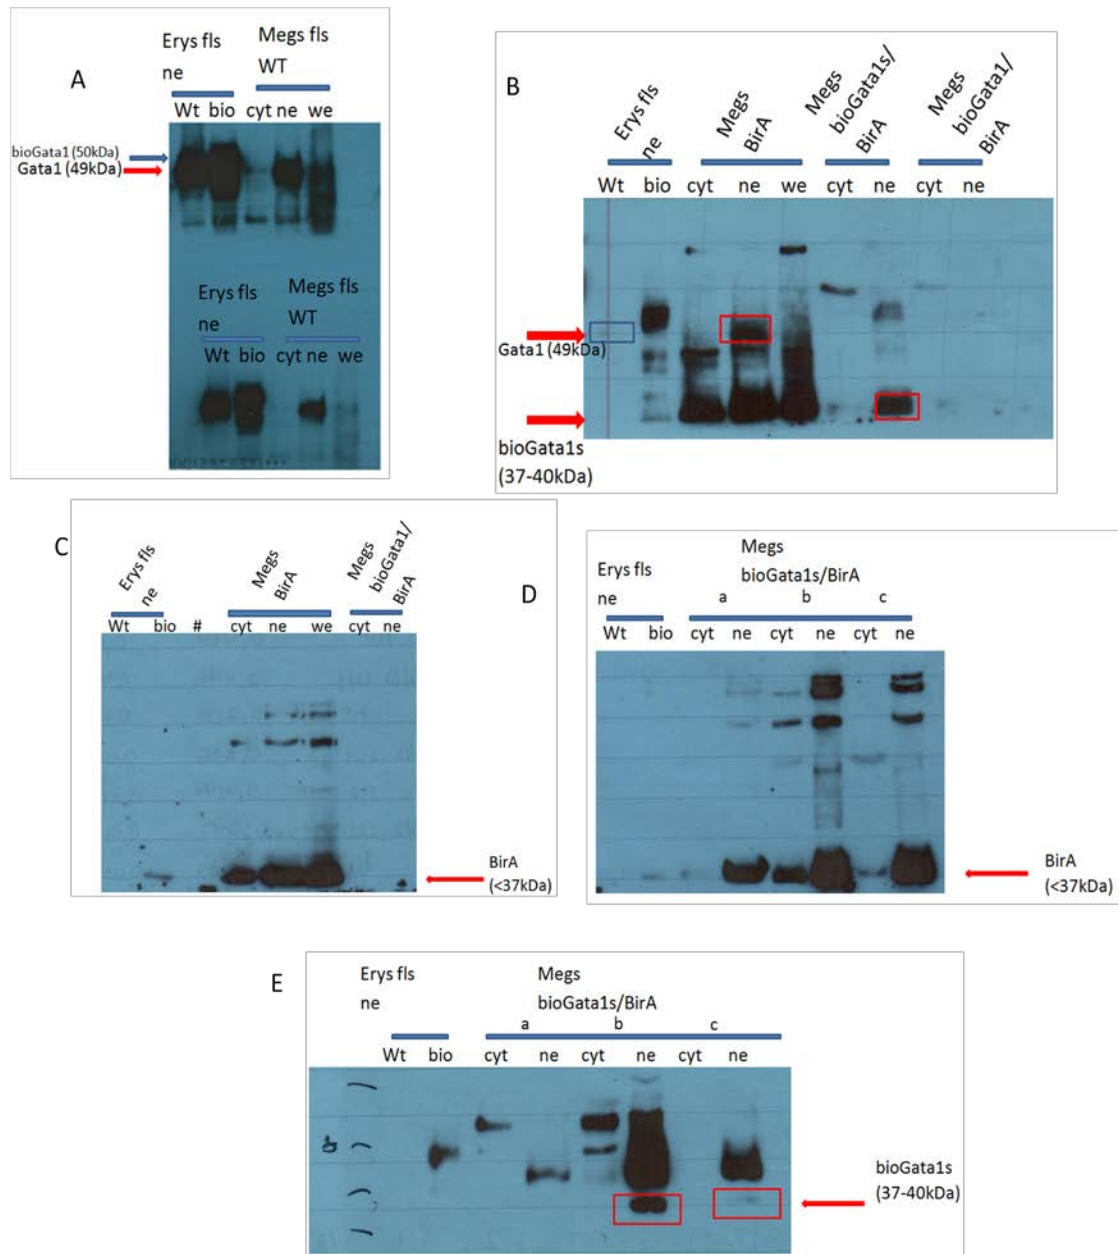 A
Erys fls
ne
Megs fls
WT
Wt bio cyt ne we
bioGata1 (50kDa)
Gata1 (49kDa)
Erys fls
ne
Megs fls
WT
Wt bio cyt ne we
B
Erys fls
ne
Megs
BirA
Megs
bioGata1s/
BirA
Megs
bioGata1/
BirA
Wt bio cyt ne we cyt ne cyt ne
Gata1 (49kDa)
bioGata1s
(37-40kDa)
C
Erys fls
ne
Megs
BirA
Megs
bioGata1/
BirA
Wt bio # cyt ne we cyt ne
BirA
(<37kDa)
D
Erys fls
ne
Megs
bioGata1s/BirA
a b c
Wt bio cyt ne cyt ne cyt ne
BirA
(<37kDa)
E
Erys fls
ne
Megs
bioGata1s/BirA
a b c
Wt bio cyt ne cyt ne cyt ne
bioGata1s
(37-40kDa)